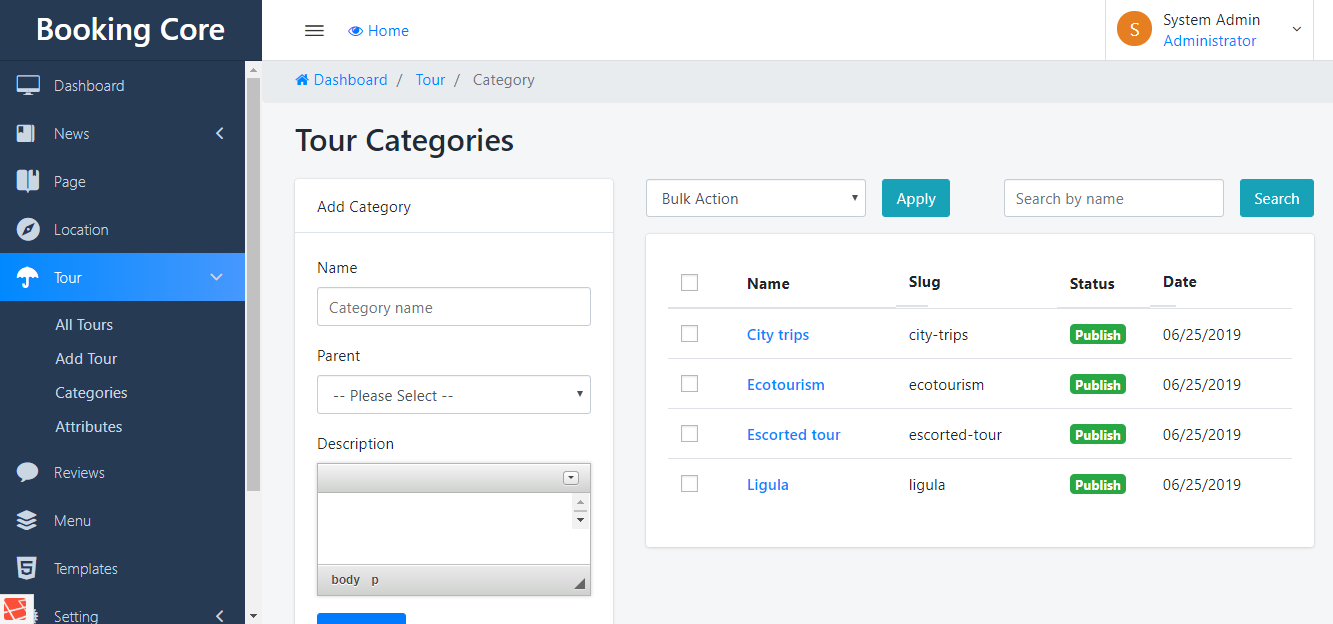 Booking Core
Home
S
System Admin
Administrator
Dashboard
News
Page
Location
Tour
All Tours
Add Tour
Categories
Attributes
Reviews
Menu
Templates
Setting
Dashboard / Tour / Category
Tour Categories
Add Category
Name
Category name
Parent
-- Please Select --
Description
body p
Bulk Action
Apply
Search by name
Search
Name Slug Status Date
City trips city-trips Publish 06/25/2019
Ecotourism ecotourism Publish 06/25/2019
Escorted tour escorted-tour Publish 06/25/2019
Ligula ligula Publish 06/25/2019